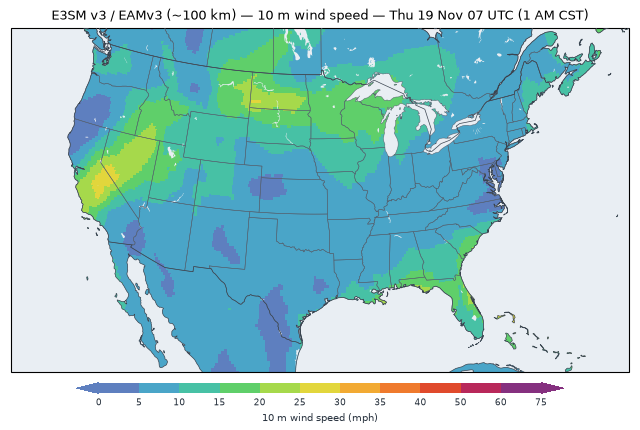 E3SM v3 / EAMv3 (~100 km) — 10 m wind speed — Thu 19 Nov 07 UTC (1 AM CST)
0 5 10 15 20 25 30 35 40 50 60 75
10 m wind speed (mph)